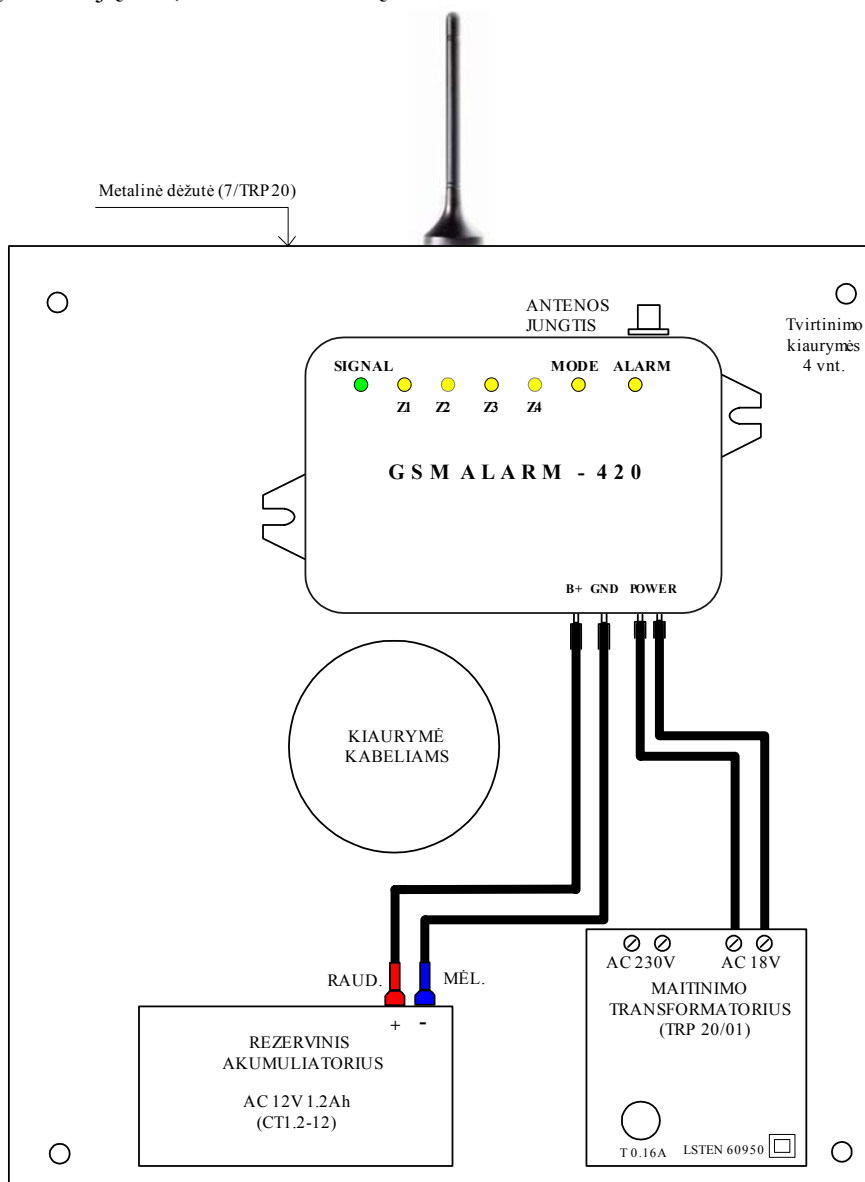 Metalinė dėžutė (7/TRP 20)
ANTENOS
JUNGTIS
Tvirtinimo
kiaurymės
4 vnt.
SIGNAL
MODE
ALARM
Z1
Z2
Z3
Z4
GSM ALARM - 420
B+
GND
POWER
KIAURYMĖ
KABELIAMS
RAUD.
MĖL.
+
-
REZERVINIS
AKUMULIATORIUS
AC 12V 1.2Ah
(CT1.2-12)
AC 230V
AC 18V
MAITINIMO
TRANSFORMATORIUS
(TRP 20/01)
T 0.16A
LSTEN 60950